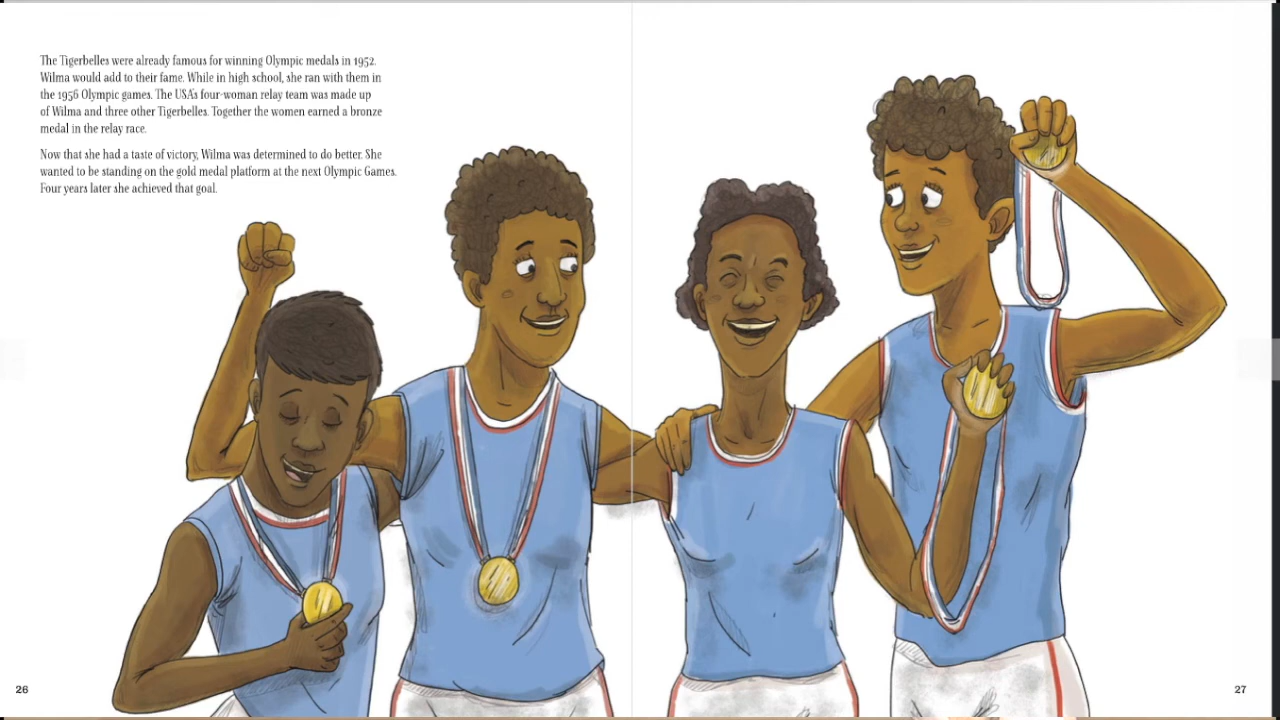 The Tigerbelles were already famous for winning Olympic medals in 1952.
Wilma would add to their fame. While in high school, she ran with them in
the 1956 Olympic games. The USA's four-woman relay team was made up
of Wilma and three other Tigerbelles. Together the women earned a bronze
medal in the relay race.
Now that she had a taste of victory, Wilma was determined to do better. She
wanted to be standing on the gold medal platform at the next Olympic Games.
Four years later she achieved that goal.
26
27